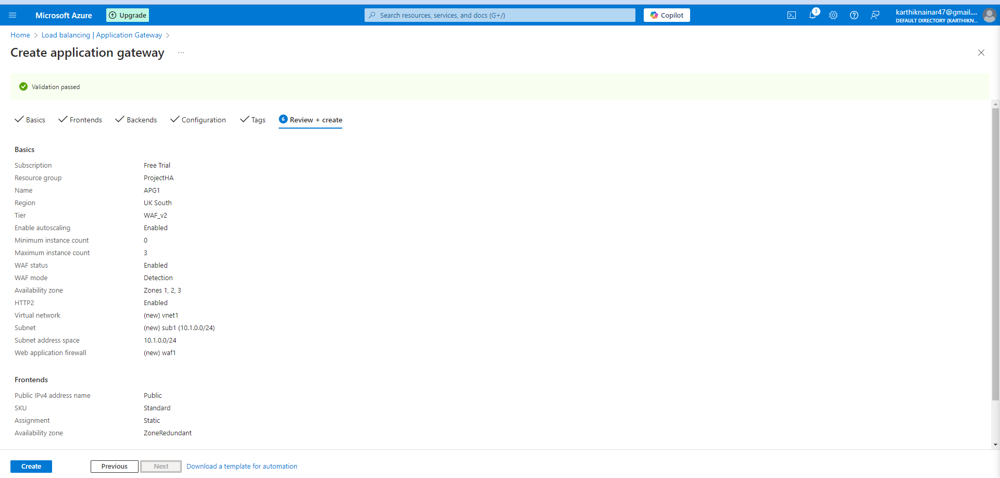 Microsoft Azure
Upgrade
Search resources, services, and docs (G+/)
Copilot
3
karthiknainar47@gmail....
DEFAULT DIRECTORY (KARTHIKN...
Home > Load balancing | Application Gateway >
Create application gateway ...
Validation passed
Basics Frontends Backends Configuration Tags 6 Review + create
Basics
Subscription Free Trial
Resource group ProjectHA
Name APG1
Region UK South
Tier WAF_v2
Enable autoscaling Enabled
Minimum instance count 0
Maximum instance count 3
WAF status Enabled
WAF mode Detection
Availability zone Zones 1, 2, 3
HTTP2 Enabled
Virtual network (new) vnet1
Subnet (new) sub1 (10.1.0.0/24)
Subnet address space 10.1.0.0/24
Web application firewall (new) waf1
Frontends
Public IPv4 address name Public
SKU Standard
Assignment Static
Availability zone ZoneRedundant
Create Previous Next Download a template for automation